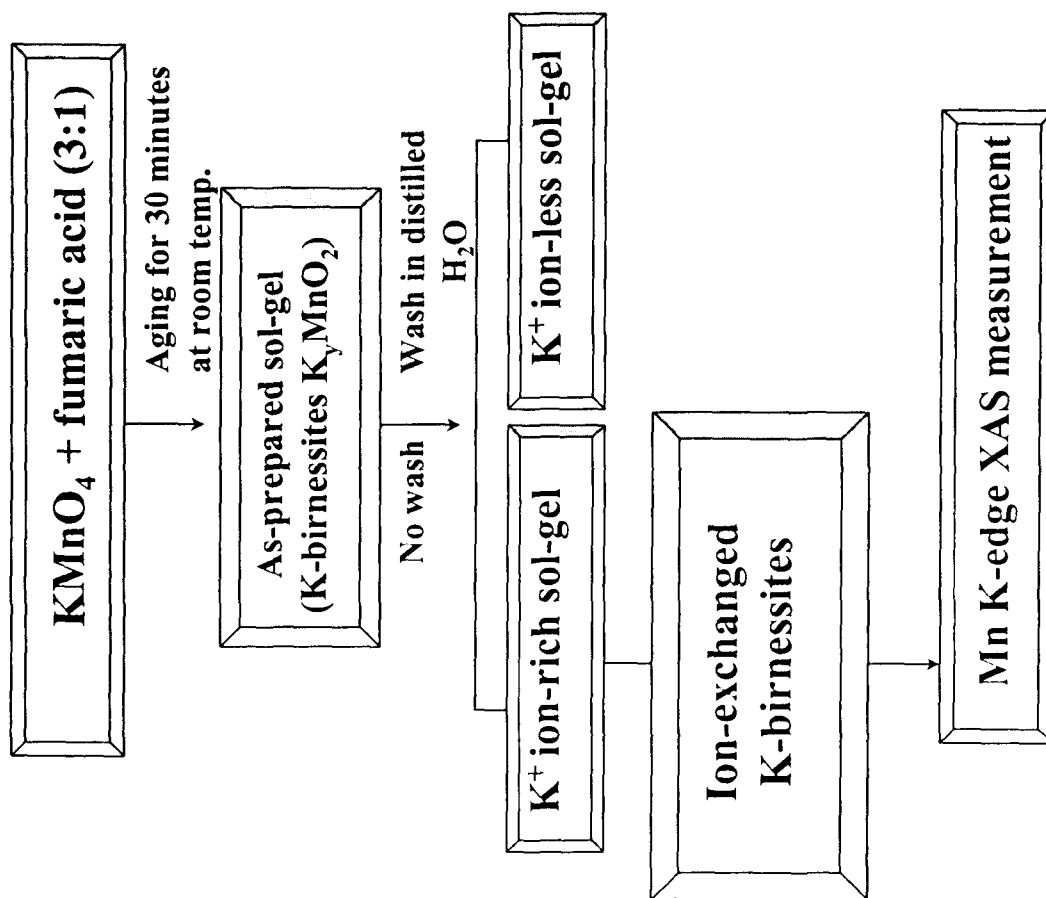 KMnO₄ + fumaric acid (3:1)
Aging for 30 minutes
at room temp.
As-prepared sol-gel
(K-birnessites KᵧMnO₂)
No wash
Wash in distilled
H₂O
K⁺ ion-rich sol-gel
K⁺ ion-less sol-gel
Ion-exchanged
K-birnessites
Mn K-edge XAS measurement